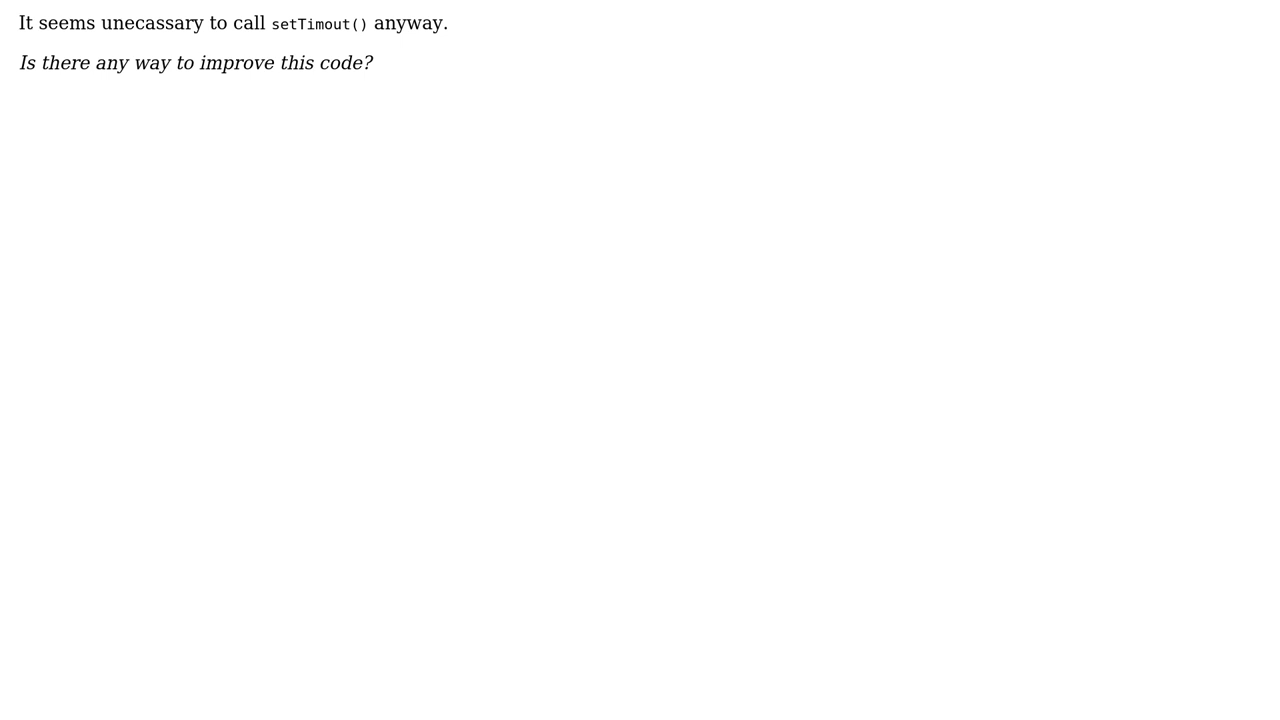 It seems unecassary to call setTimout() anyway.
Is there any way to improve this code?